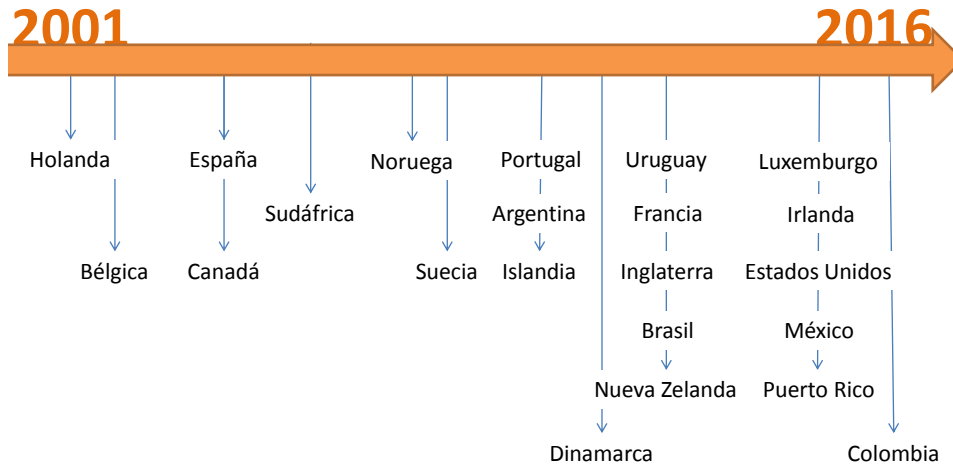 2001 2016
Holanda España Noruega Portugal Uruguay Luxemburgo
Sudáfrica Argentina Francia Irlanda
Bélgica Canadá Suecia Islandia Inglaterra Estados Unidos
Brasil México
Nueva Zelanda Puerto Rico
Dinamarca Colombia